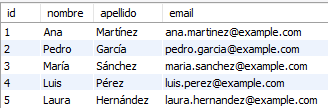 id nombre apellido email
1 Ana Martínez ana.martinez@example.com
2 Pedro García pedro.garcia@example.com
3 María Sánchez maria.sanchez@example.com
4 Luis Pérez luis.perez@example.com
5 Laura Hernández laura.hernandez@example.com